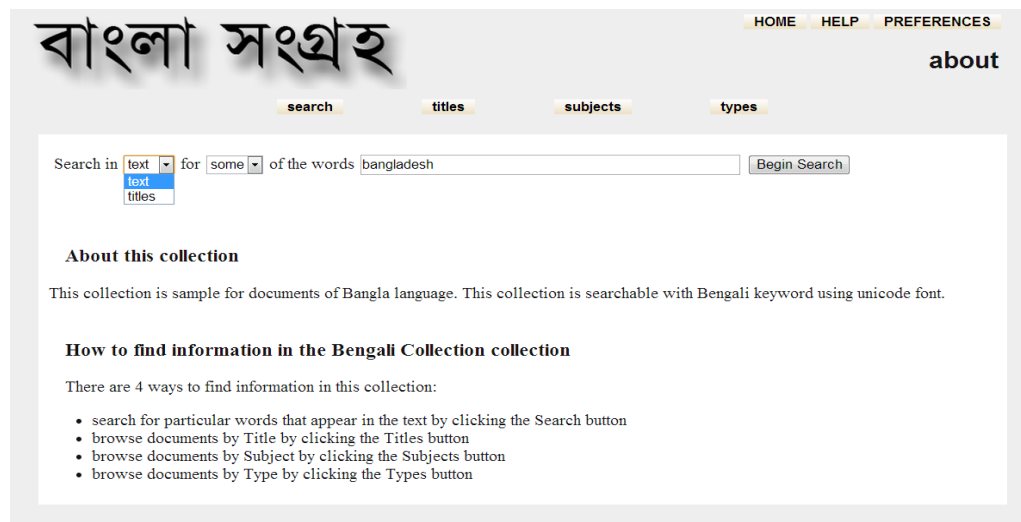 বাংলা সংগ্রহ
HOME HELP PREFERENCES
about
search titles subjects types
Search in text for some of the words bangladesh Begin Search
text
titles
About this collection
This collection is sample for documents of Bangla language. This collection is searchable with Bengali keyword using unicode font.
How to find information in the Bengali Collection collection
There are 4 ways to find information in this collection:
• search for particular words that appear in the text by clicking the Search button
• browse documents by Title by clicking the Titles button
• browse documents by Subject by clicking the Subjects button
• browse documents by Type by clicking the Types button